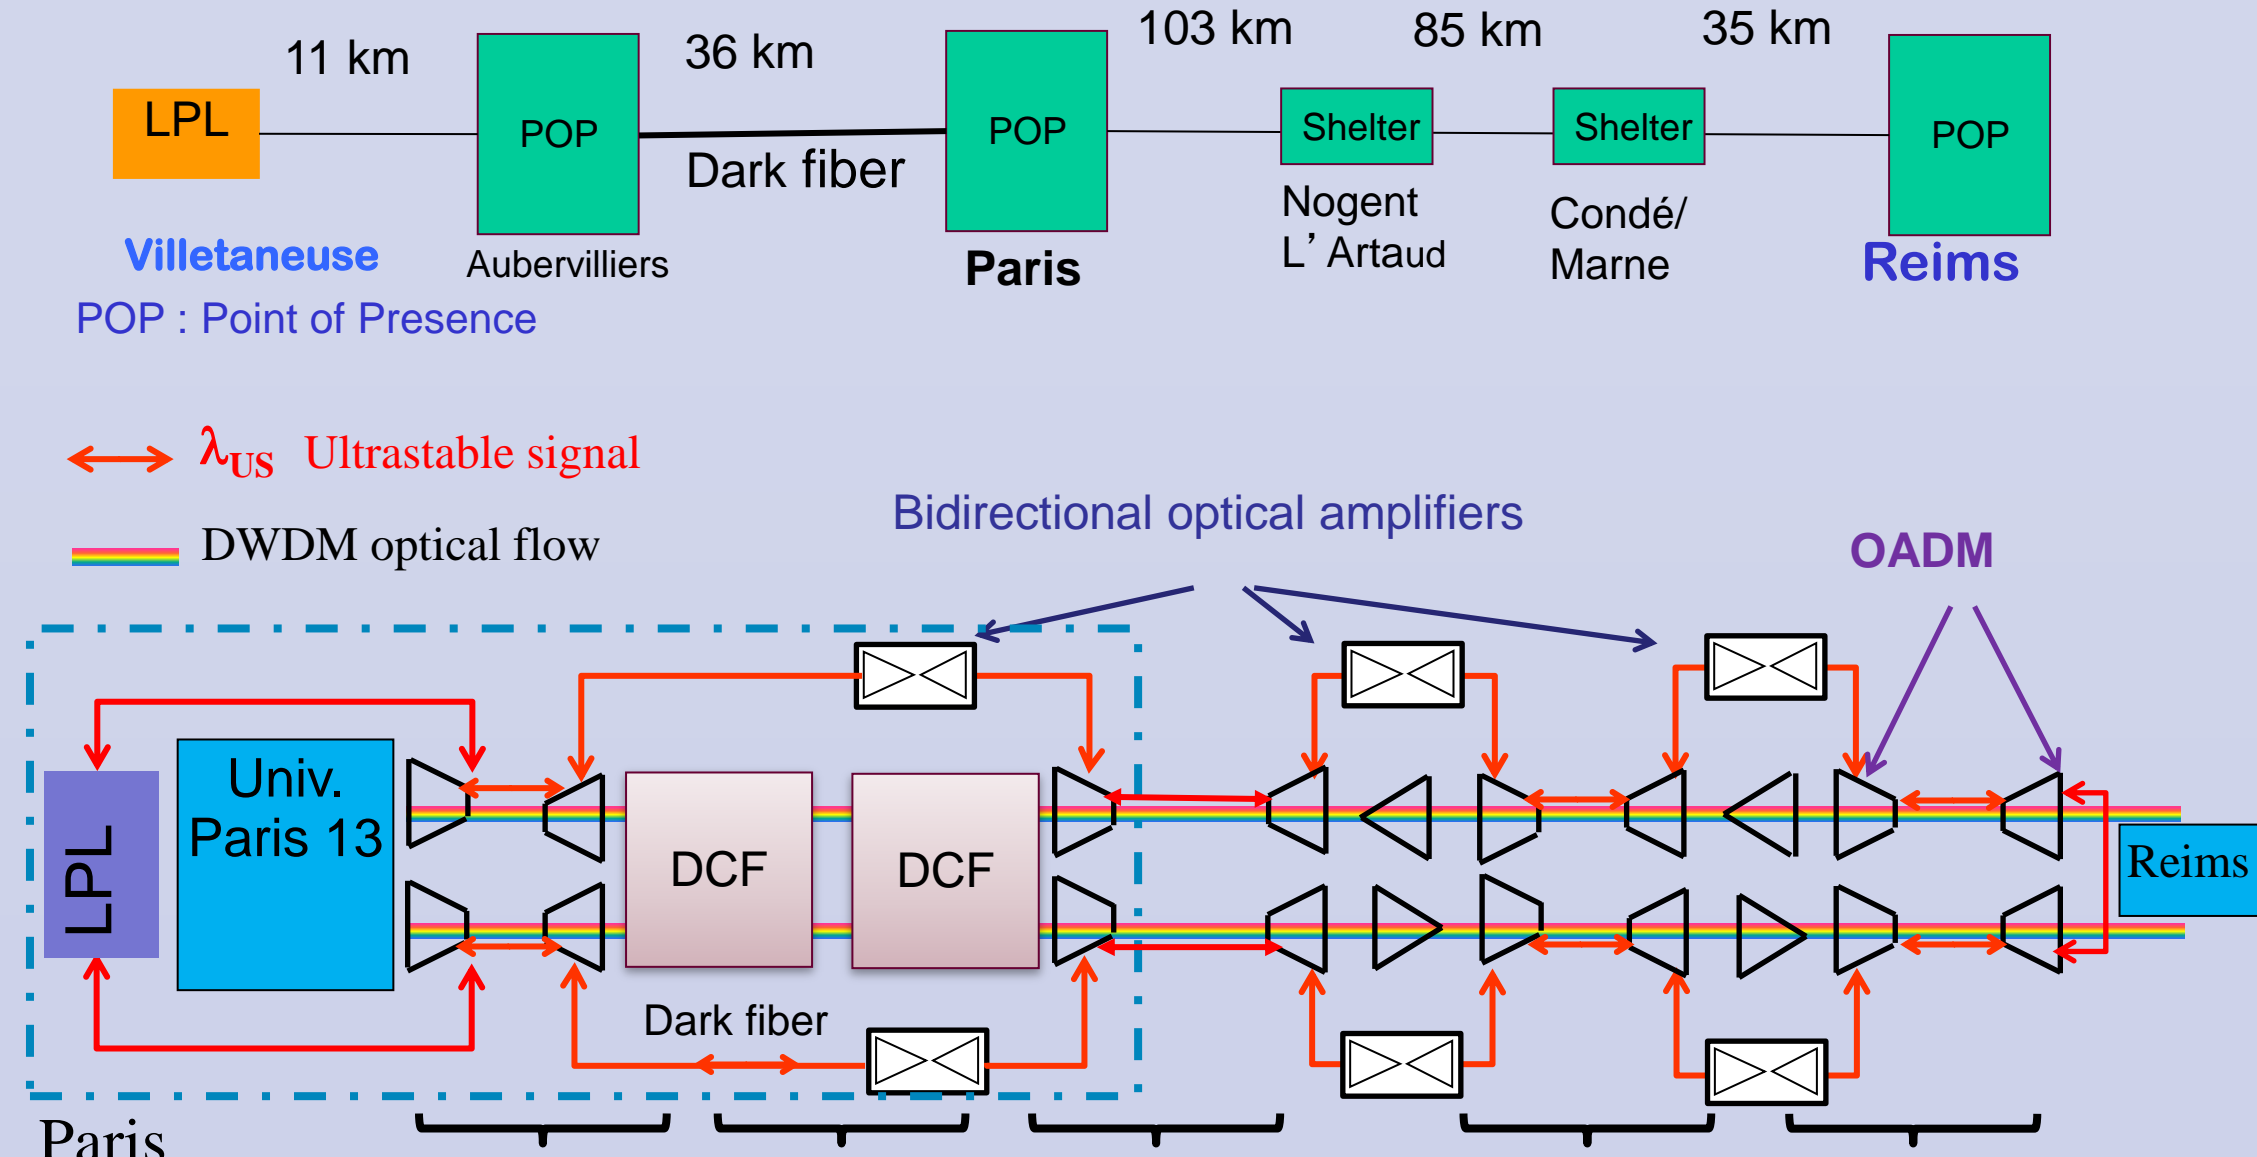 11 km
36 km
103 km
85 km
35 km
LPL
POP
POP
Shelter
Shelter
POP
Dark fiber
Villetaneuse
Aubervilliers
Paris
Nogent
L’ Artaud
Condé/
Marne
Reims
POP : Point of Presence
λUS Ultrastable signal
DWDM optical flow
Bidirectional optical amplifiers
OADM
LPL
Univ.
Paris 13
DCF
DCF
Reims
Dark fiber
Paris